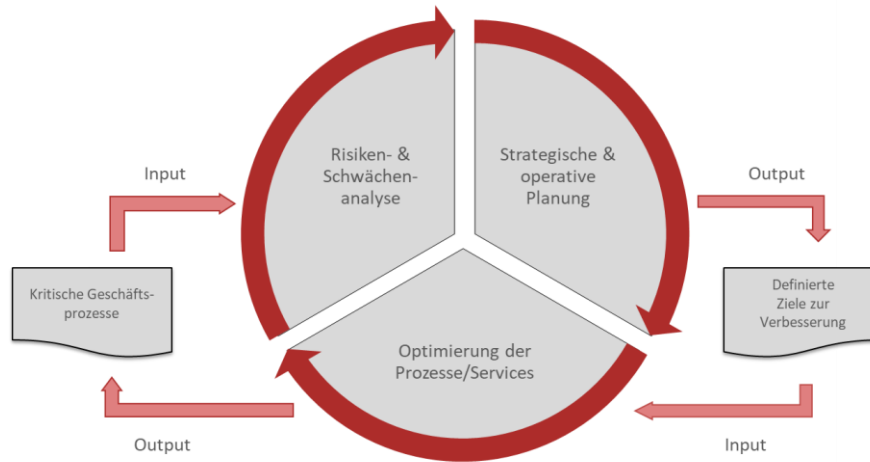 Risiken- &
Schwächen-
analyse
Strategische &
operative
Planung
Input
Output
Kritische Geschäfts-
prozesse
Definierte
Ziele zur
Verbesserung
Optimierung der
Prozesse/Services
Output
Input